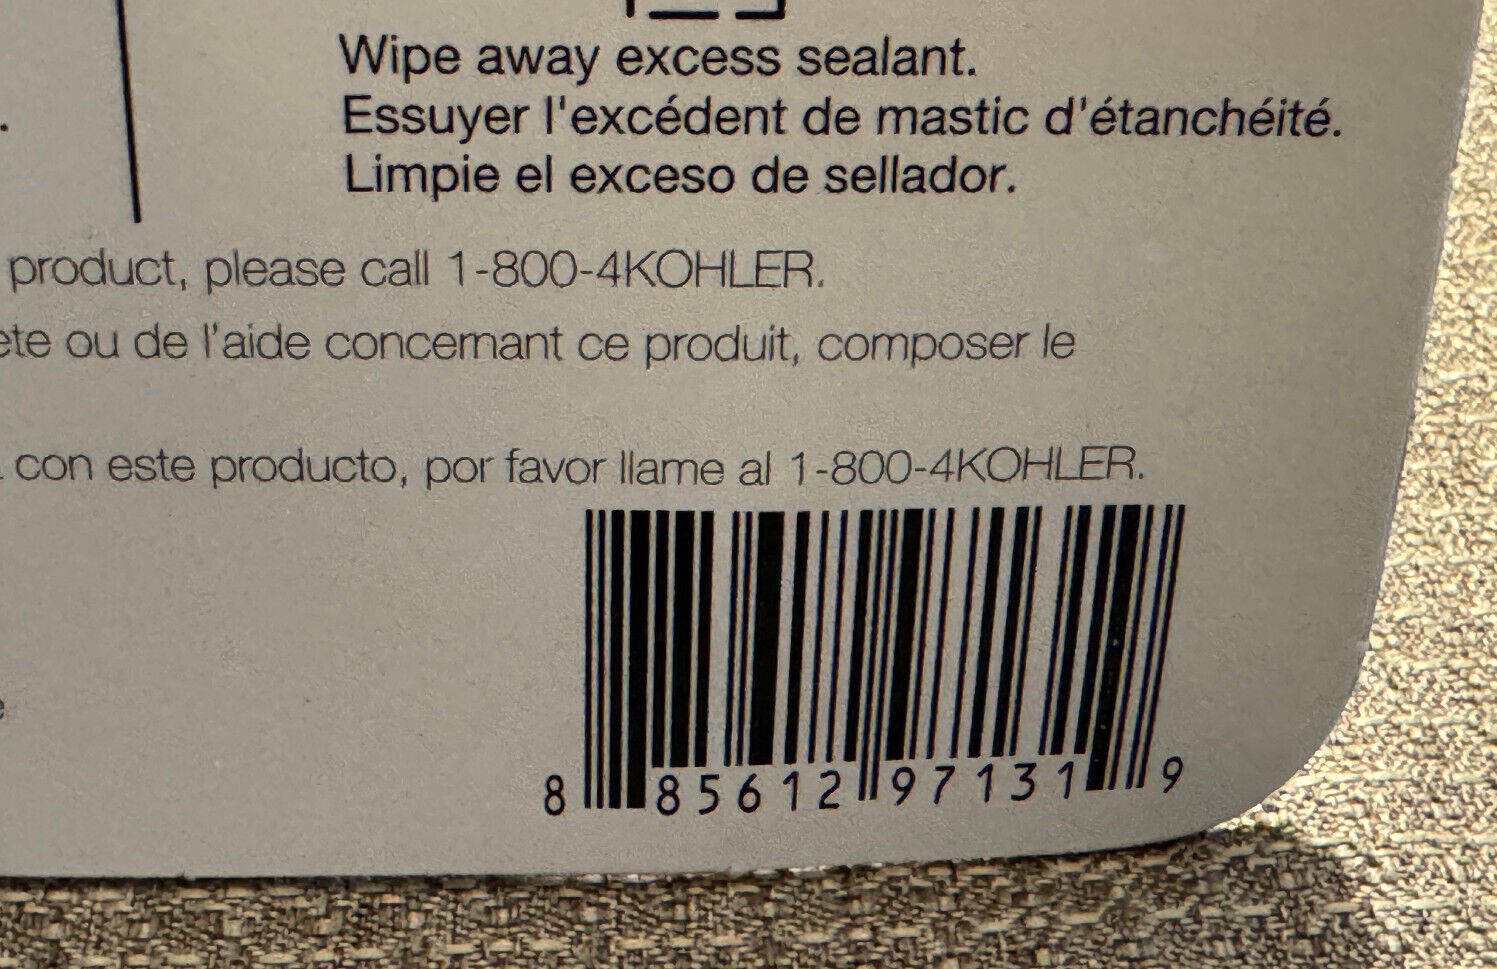 Wipe away excess sealant.
Essuyer l'excédent de mastic d'étanchéité.
Limpie el exceso de sellador.
product, please call 1-800-4KOHLER.
ou de l'aide concernant ce produit, composer le
con este producto, por favor llame al 1-800-4KOHLER.
8 85612 97131 9